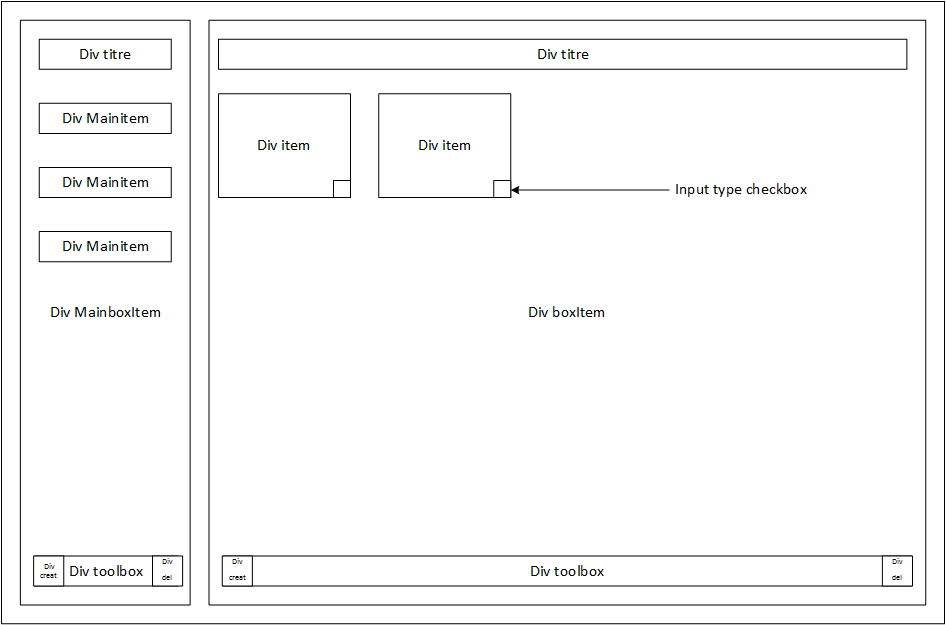 Div titre
Div Mainitem
Div Mainitem
Div Mainitem
Div MainboxItem
Div
creat
Div toolbox
Div
del
Div titre
Div item
Div item
Input type checkbox
Div boxItem
Div
creat
Div toolbox
Div
del